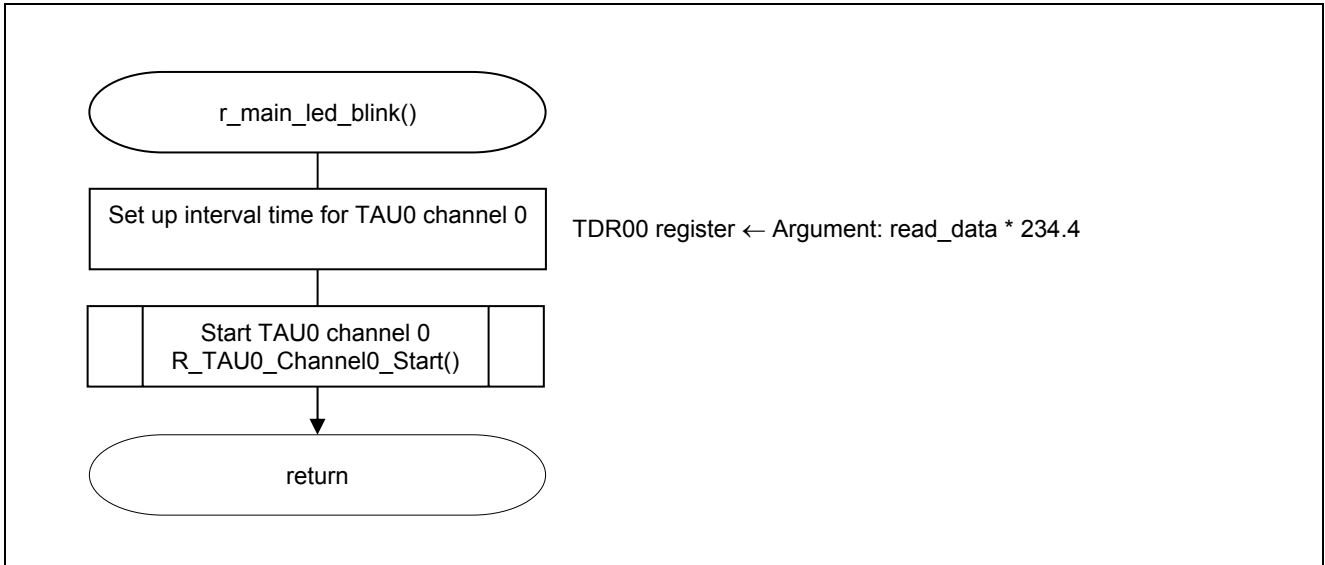 r_main_led_blink()
Set up interval time for TAU0 channel 0
TDR00 register ← Argument: read_data * 234.4
Start TAU0 channel 0
R_TAU0_Channel0_Start()
return